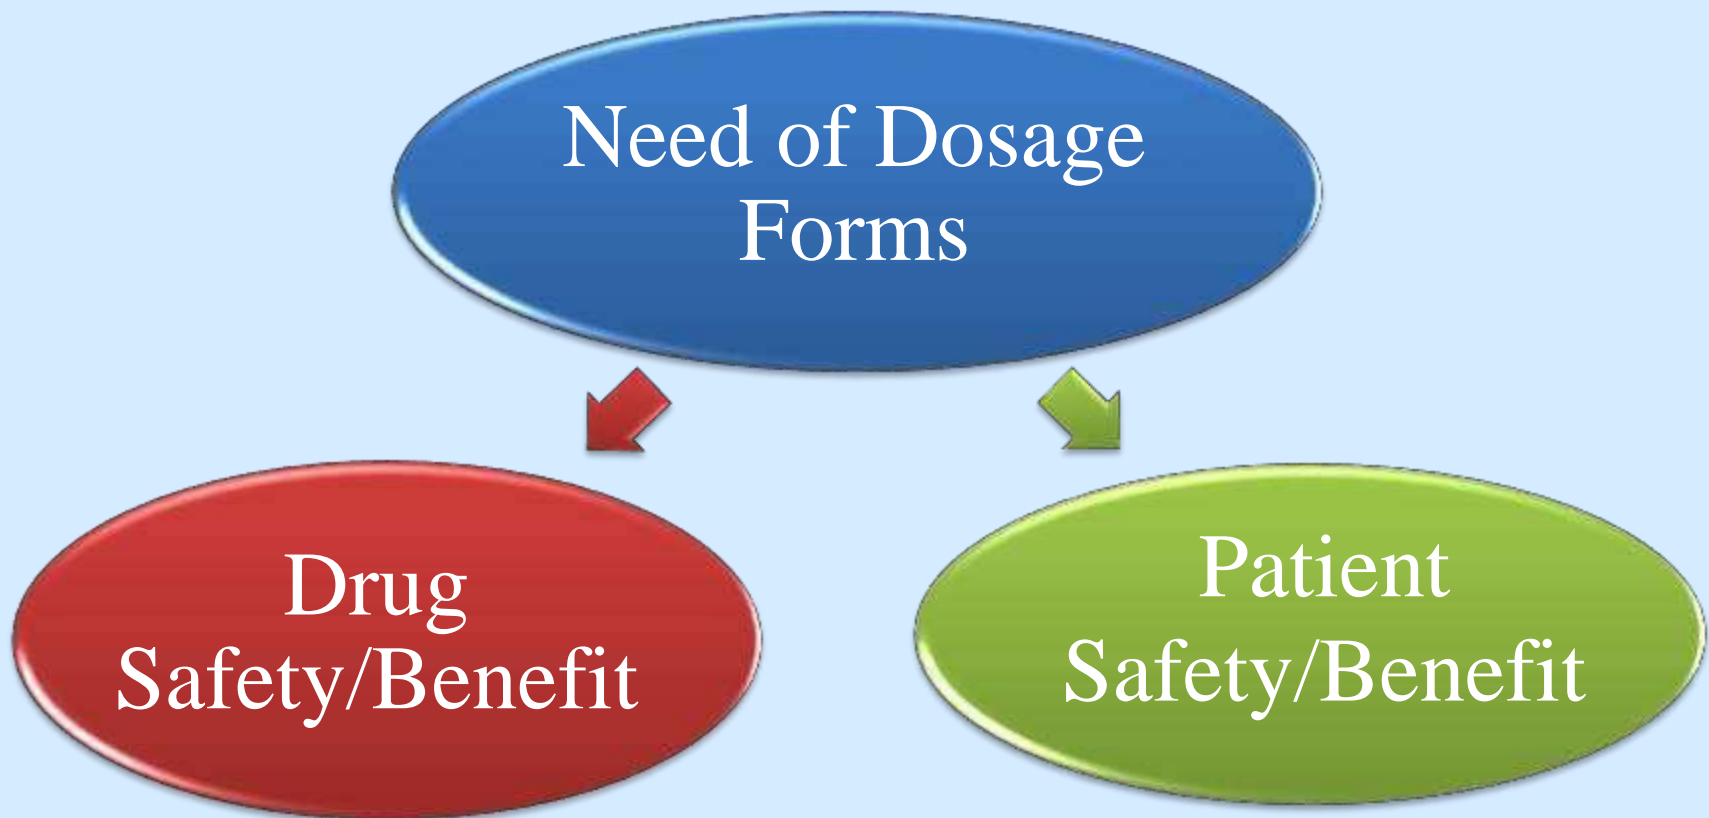 Need of Dosage
Forms
Drug
Safety/Benefit
Patient
Safety/Benefit